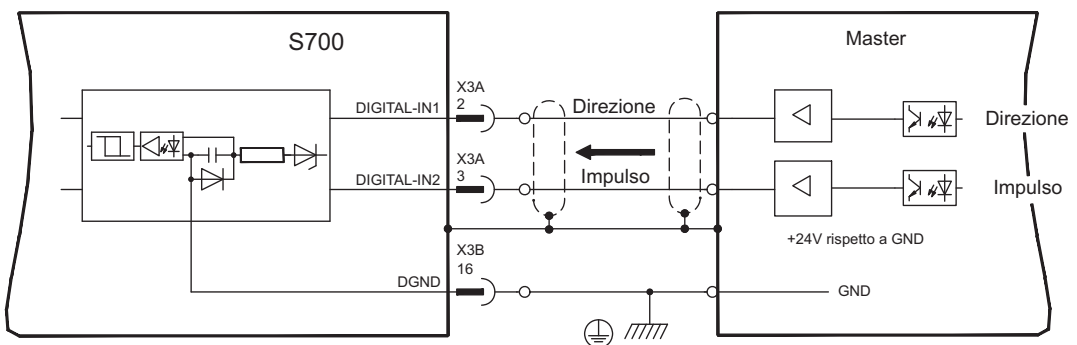 S700
Master
X3A
2
DIGITAL-IN1
Direzione
Direzione
X3A
3
DIGITAL-IN2
Impulso
Impulso
+24V rispetto a GND
X3B
16
DGND
GND